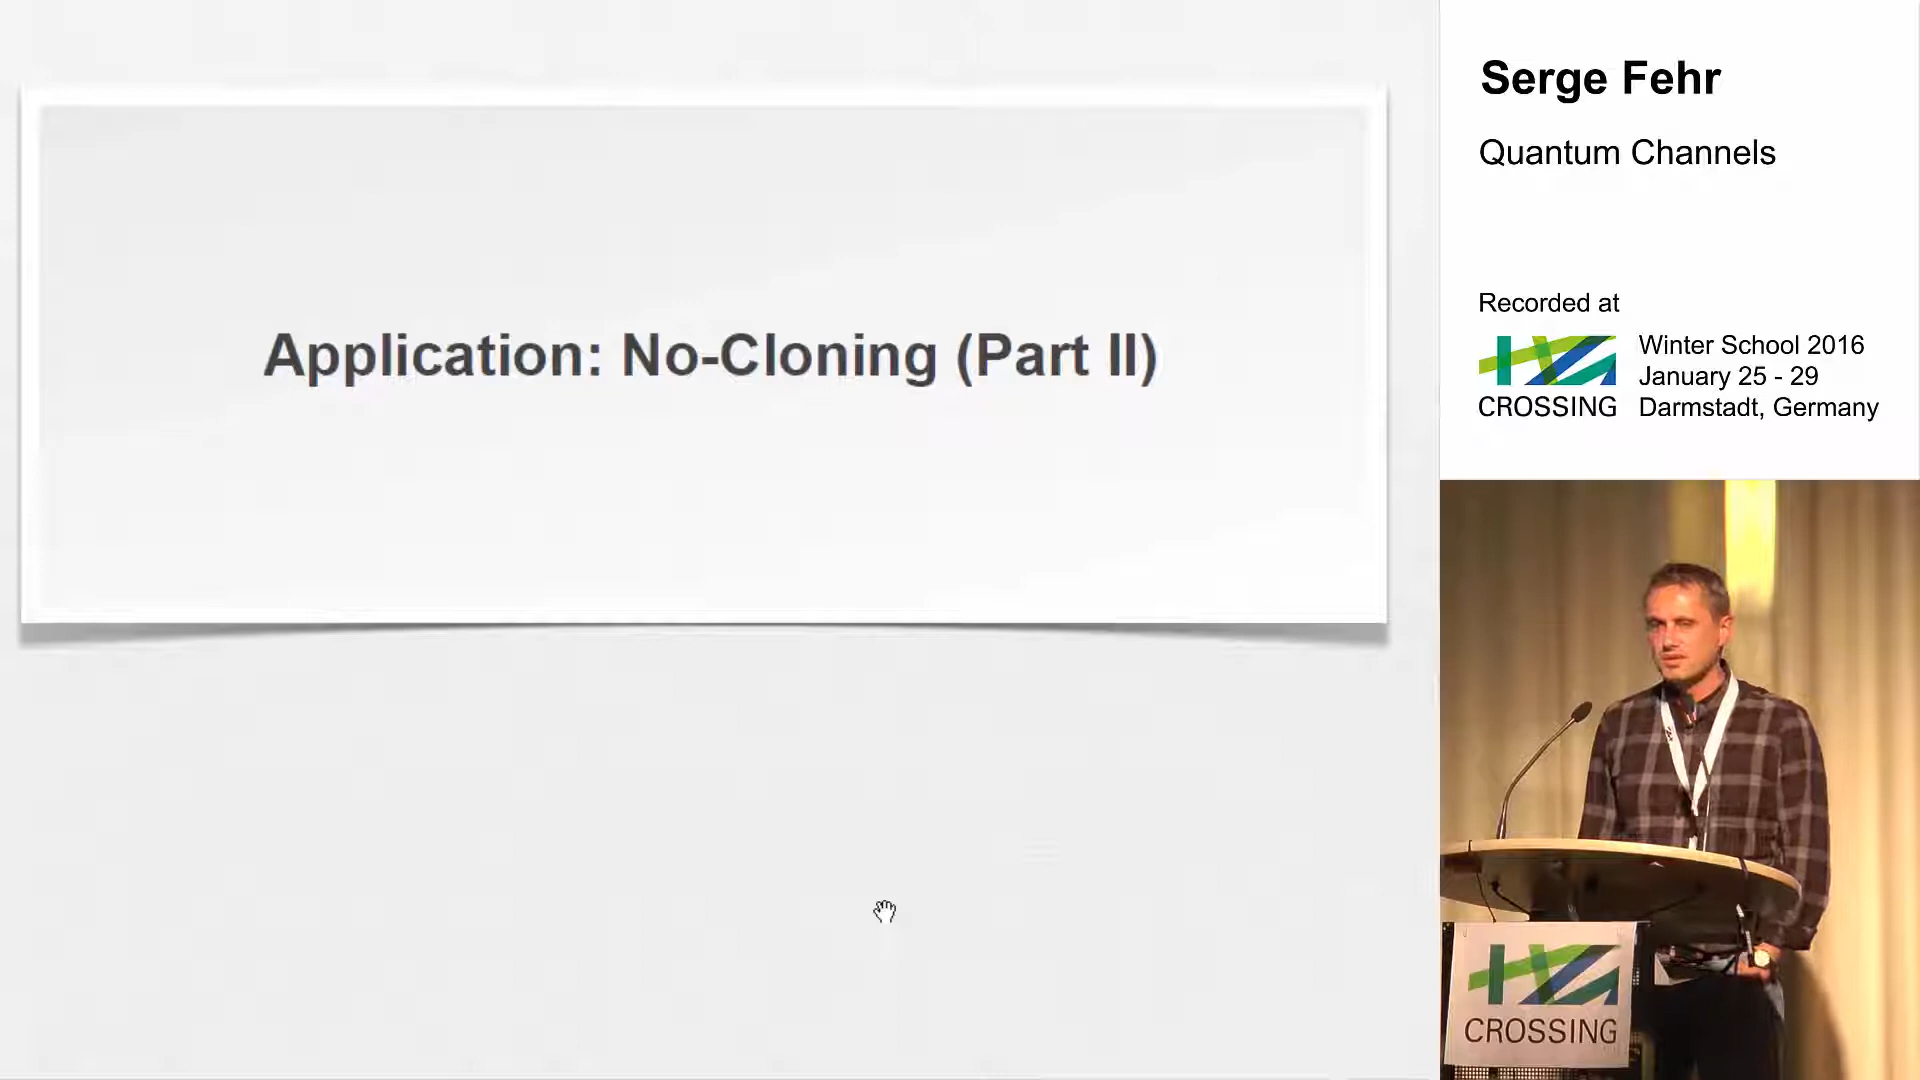 Application: No-Cloning (Part II)
Serge Fehr
Quantum Channels
Recorded at
CROSSING
Winter School 2016
January 25 - 29
Darmstadt, Germany
CROSSING